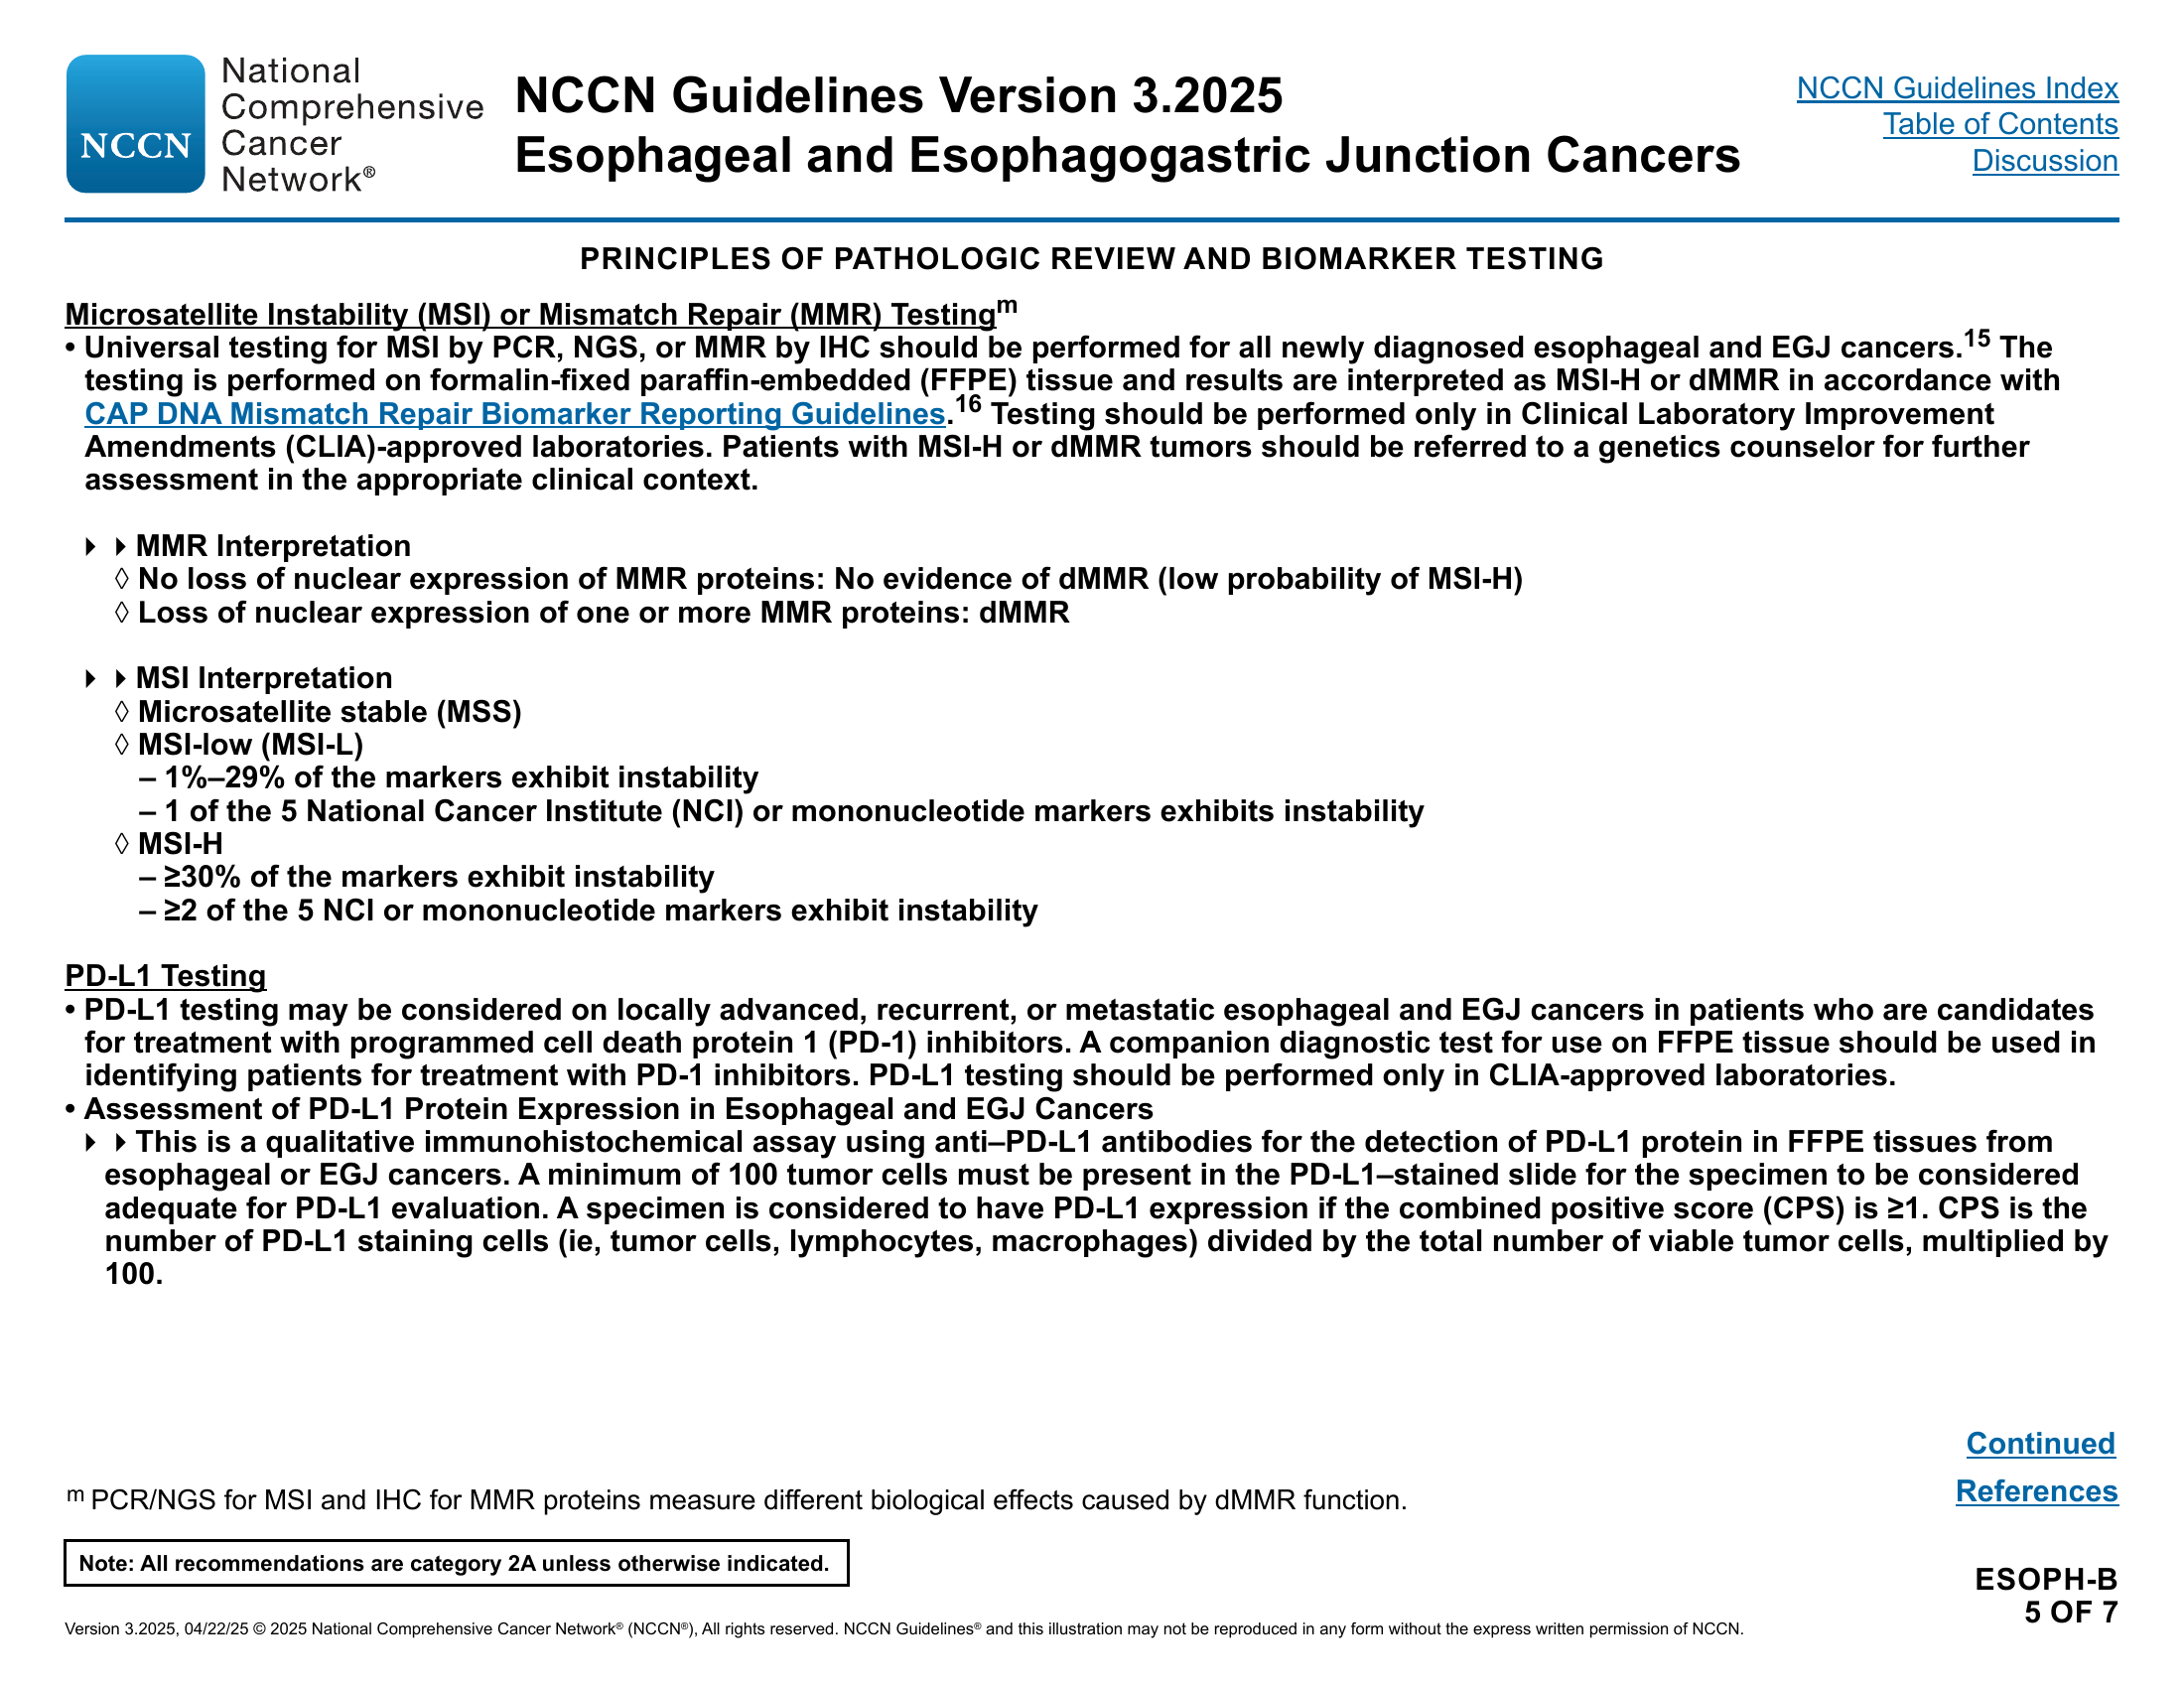 NCCN
National
Comprehensive
Cancer
Network®
NCCN Guidelines Version 3.2025
Esophageal and Esophagogastric Junction Cancers
NCCN Guidelines Index
Table of Contents
Discussion
PRINCIPLES OF PATHOLOGIC REVIEW AND BIOMARKER TESTING
Microsatellite Instability (MSI) or Mismatch Repair (MMR) Testingm
• Universal testing for MSI by PCR, NGS, or MMR by IHC should be performed for all newly diagnosed esophageal and EGJ cancers.15 The
testing is performed on formalin-fixed paraffin-embedded (FFPE) tissue and results are interpreted as MSI-H or dMMR in accordance with
CAP DNA Mismatch Repair Biomarker Reporting Guidelines.16 Testing should be performed only in Clinical Laboratory Improvement
Amendments (CLIA)-approved laboratories. Patients with MSI-H or dMMR tumors should be referred to a genetics counselor for further
assessment in the appropriate clinical context.
▸ ▸ MMR Interpretation
◊ No loss of nuclear expression of MMR proteins: No evidence of dMMR (low probability of MSI-H)
◊ Loss of nuclear expression of one or more MMR proteins: dMMR
▸ ▸ MSI Interpretation
◊ Microsatellite stable (MSS)
◊ MSI-low (MSI-L)
– 1%–29% of the markers exhibit instability
– 1 of the 5 National Cancer Institute (NCI) or mononucleotide markers exhibits instability
◊ MSI-H
– ≥30% of the markers exhibit instability
– ≥2 of the 5 NCI or mononucleotide markers exhibit instability
PD-L1 Testing
• PD-L1 testing may be considered on locally advanced, recurrent, or metastatic esophageal and EGJ cancers in patients who are candidates
for treatment with programmed cell death protein 1 (PD-1) inhibitors. A companion diagnostic test for use on FFPE tissue should be used in
identifying patients for treatment with PD-1 inhibitors. PD-L1 testing should be performed only in CLIA-approved laboratories.
• Assessment of PD-L1 Protein Expression in Esophageal and EGJ Cancers
▸ ▸ This is a qualitative immunohistochemical assay using anti–PD-L1 antibodies for the detection of PD-L1 protein in FFPE tissues from
esophageal or EGJ cancers. A minimum of 100 tumor cells must be present in the PD-L1–stained slide for the specimen to be considered
adequate for PD-L1 evaluation. A specimen is considered to have PD-L1 expression if the combined positive score (CPS) is ≥1. CPS is the
number of PD-L1 staining cells (ie, tumor cells, lymphocytes, macrophages) divided by the total number of viable tumor cells, multiplied by
100.
Continued
References
m PCR/NGS for MSI and IHC for MMR proteins measure different biological effects caused by dMMR function.
Note: All recommendations are category 2A unless otherwise indicated.
ESOPH-B
5 OF 7
Version 3.2025, 04/22/25 © 2025 National Comprehensive Cancer Network® (NCCN®), All rights reserved. NCCN Guidelines® and this illustration may not be reproduced in any form without the express written permission of NCCN.